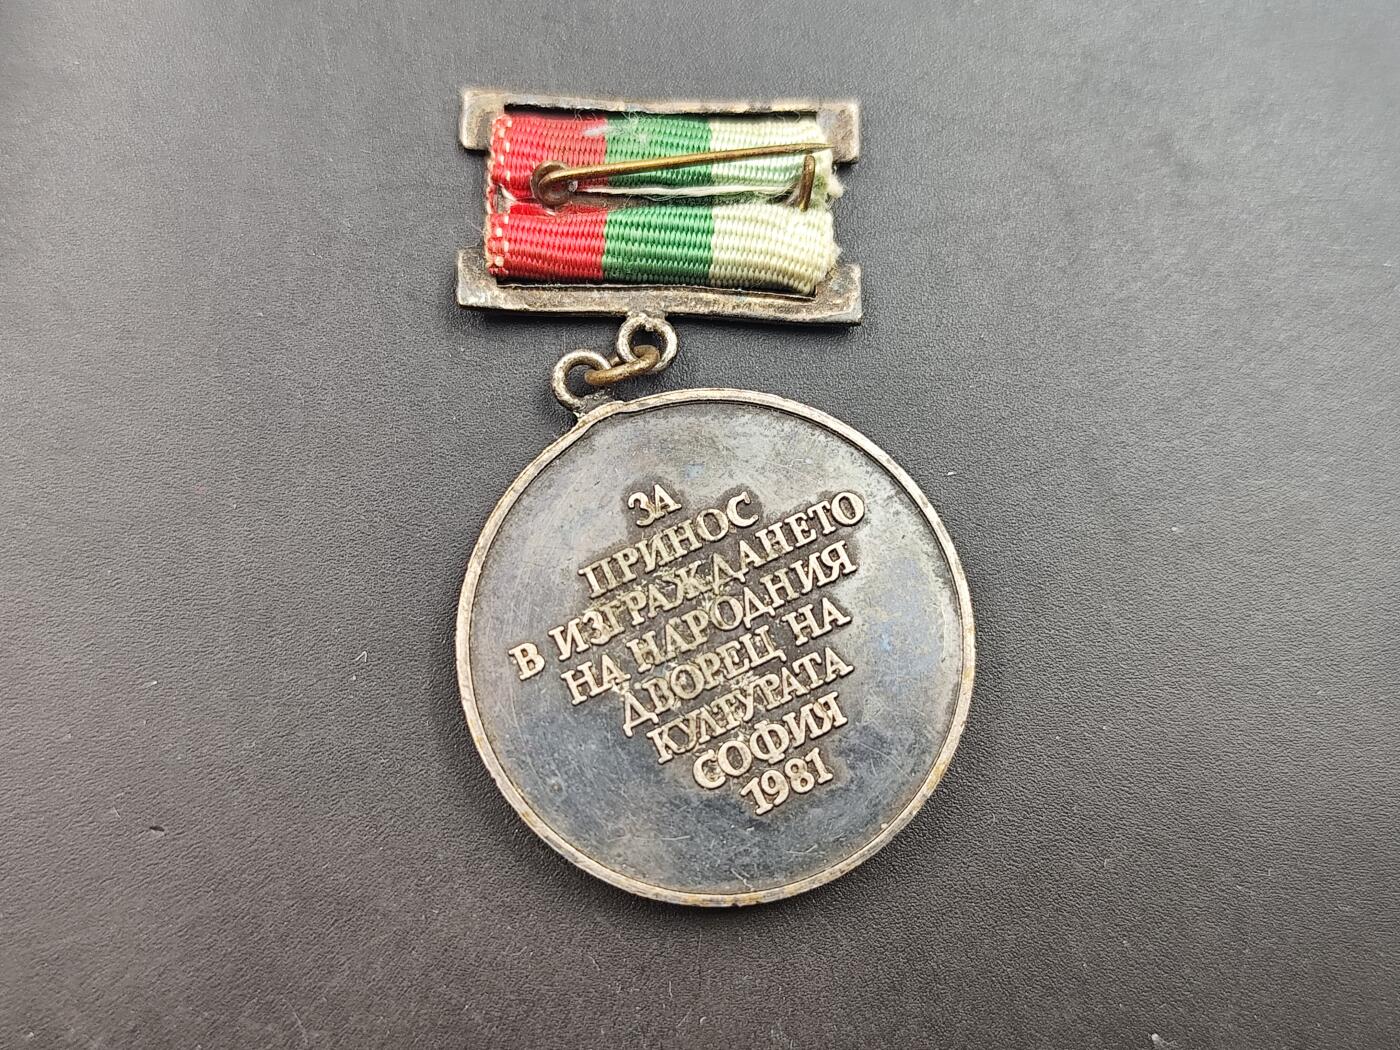 ЗА
ПРИНОС
В ИЗГРАЖДАНЕТО
НА НАРОДНИЯ
ДВОРЕЦ НА
КУЛТУРАТА
СОФИЯ
1981